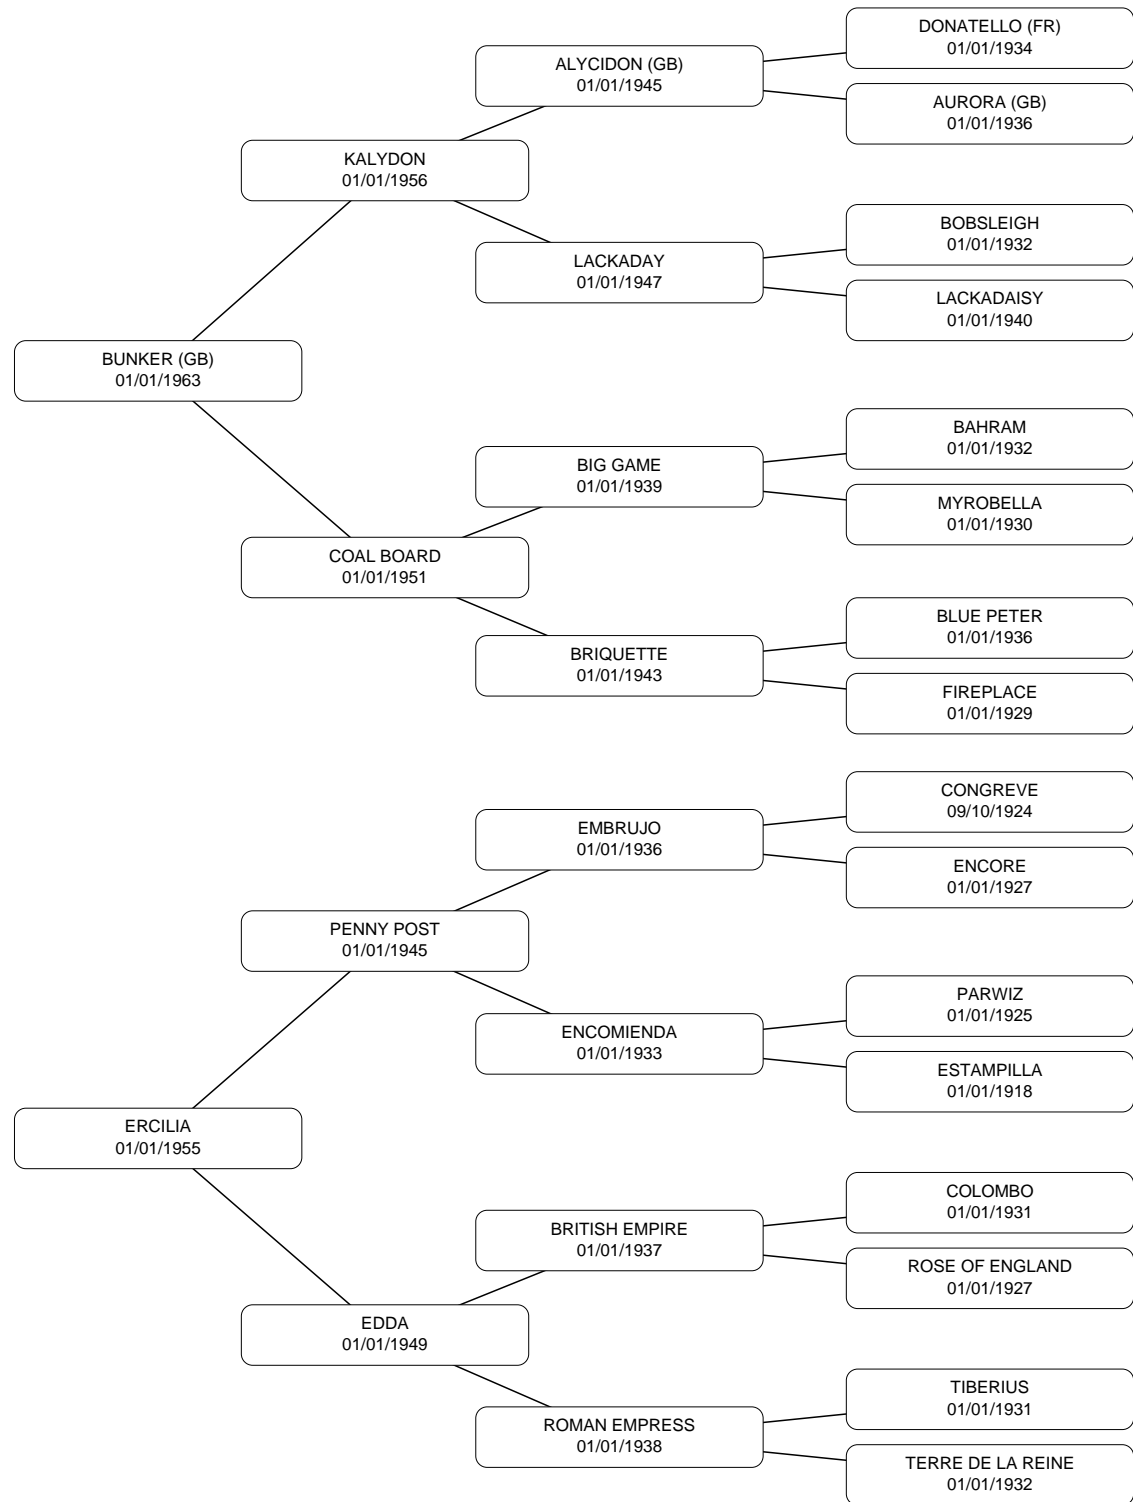 DONATELLO (FR)
01/01/1934
ALYCIDON (GB)
01/01/1945
AURORA (GB)
01/01/1936
KALYDON
01/01/1956
BOBSLEIGH
01/01/1932
LACKADAY
01/01/1947
LACKADAISY
01/01/1940
BUNKER (GB)
01/01/1963
BAHRAM
01/01/1932
BIG GAME
01/01/1939
MYROBELLA
01/01/1930
COAL BOARD
01/01/1951
BLUE PETER
01/01/1936
BRIQUETTE
01/01/1943
FIREPLACE
01/01/1929
CONGREVE
09/10/1924
EMBRUJO
01/01/1936
ENCORE
01/01/1927
PENNY POST
01/01/1945
PARWIZ
01/01/1925
ENCOMIENDA
01/01/1933
ESTAMPILLA
01/01/1918
ERCILIA
01/01/1955
COLOMBO
01/01/1931
BRITISH EMPIRE
01/01/1937
ROSE OF ENGLAND
01/01/1927
EDDA
01/01/1949
TIBERIUS
01/01/1931
ROMAN EMPRESS
01/01/1938
TERRE DE LA REINE
01/01/1932